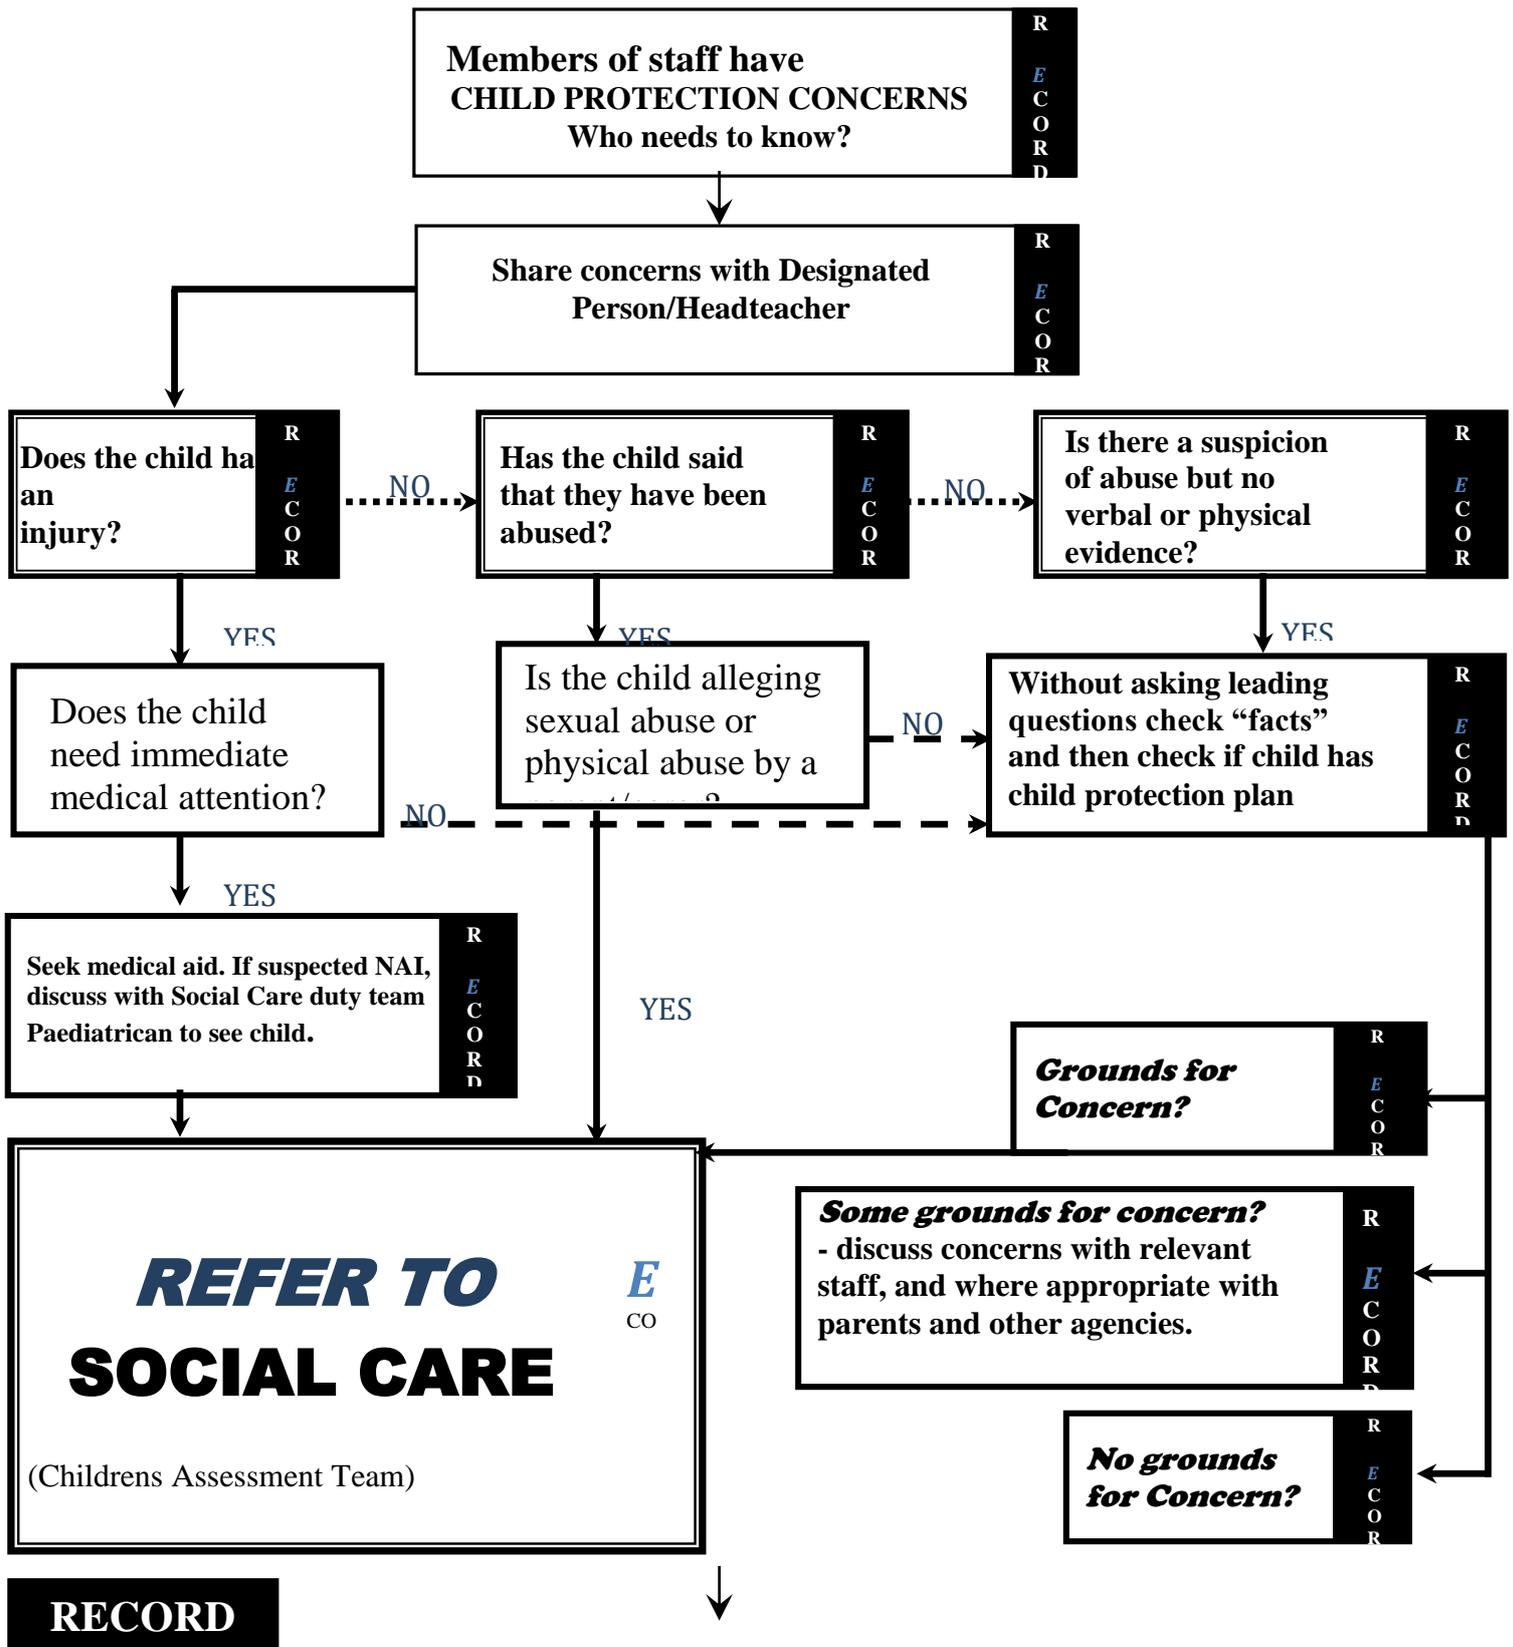 Members of staff have
CHILD PROTECTION CONCERNS
Who needs to know?
R
E
C
O
R
D
Share concerns with Designated
Person/Headteacher
R
E
C
O
R
Does the child ha
an
injury?
R
E
C
O
R
NO
Has the child said
that they have been
abused?
R
E
C
O
R
NO
Is there a suspicion
of abuse but no
verbal or physical
evidence?
R
E
C
O
R
YES
YES
YES
Does the child
need immediate
medical attention?
Is the child alleging
sexual abuse or
physical abuse by a
parent/carer?
NO
Without asking leading
questions check “facts”
and then check if child has
child protection plan
R
E
C
O
R
D
NO
YES
Seek medical aid. If suspected NAI,
discuss with Social Care duty team
Paediatrican to see child.
R
E
C
O
R
D
YES
Grounds for
Concern?
R
E
C
O
R
Some grounds for concern?
- discuss concerns with relevant
staff, and where appropriate with
parents and other agencies.
R
E
C
O
R
D
REFER TO
SOCIAL CARE
(Childrens Assessment Team)
E
CO
No grounds
for Concern?
R
E
C
O
R
RECORD